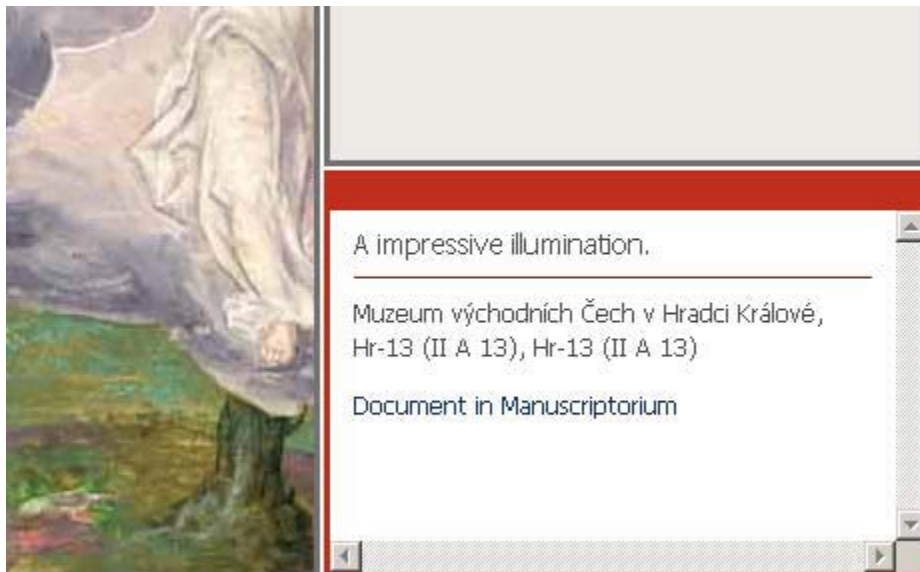 A impressive illumination.
Muzeum východních Čech v Hradci Králové,
Hr-13 (II A 13), Hr-13 (II A 13)
Document in Manuscriptorium